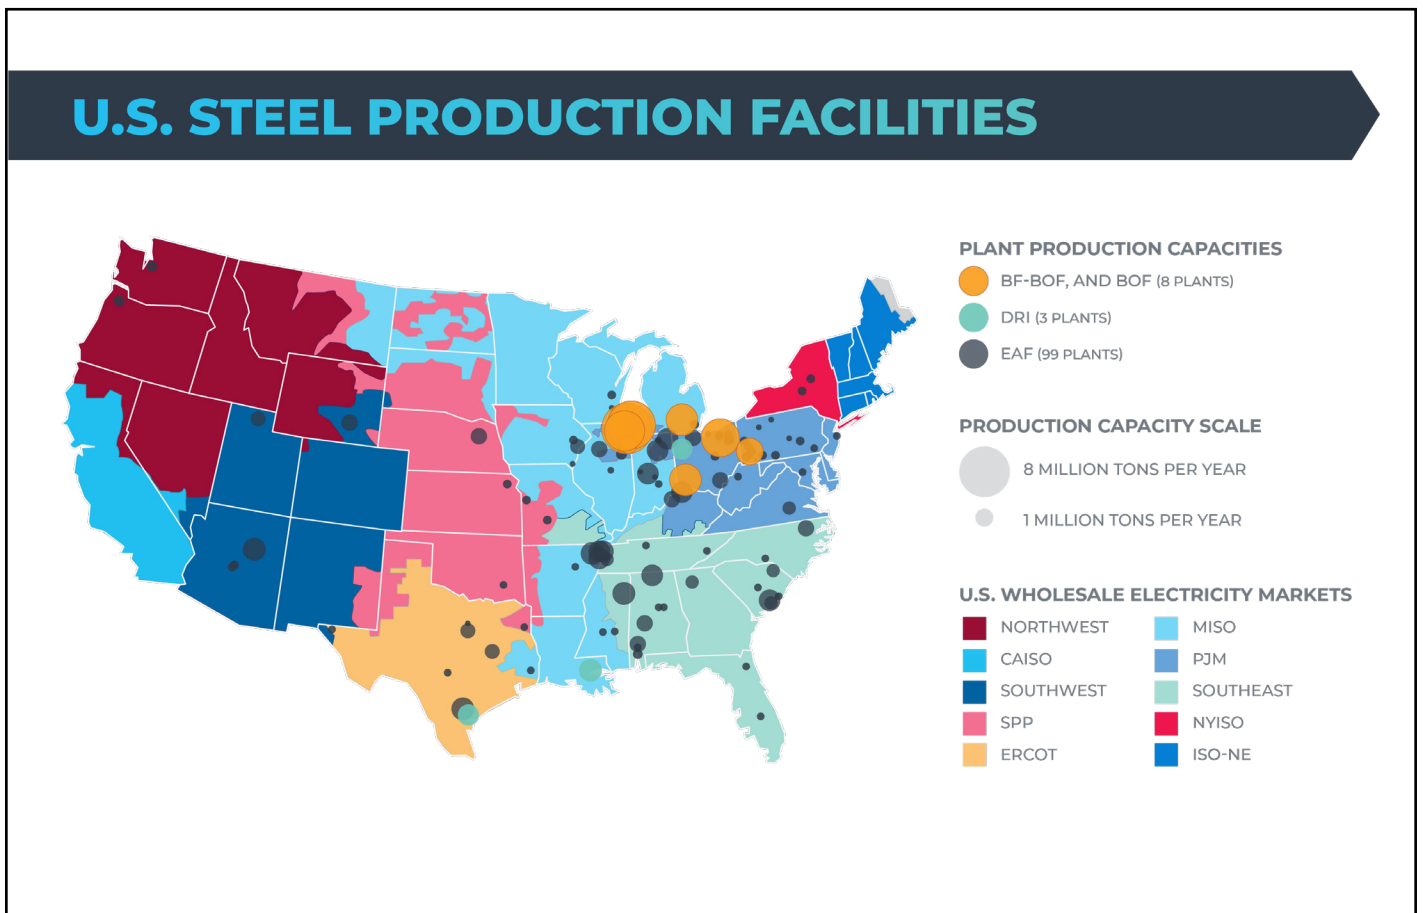 U.S. STEEL PRODUCTION FACILITIES
PLANT PRODUCTION CAPACITIES
BF-BOF, AND BOF (8 PLANTS)
DRI (3 PLANTS)
EAF (99 PLANTS)
PRODUCTION CAPACITY SCALE
8 MILLION TONS PER YEAR
1 MILLION TONS PER YEAR
U.S. WHOLESALE ELECTRICITY MARKETS
NORTHWEST
CAISO
SOUTHWEST
SPP
ERCOT
MISO
PJM
SOUTHEAST
NYISO
ISO-NE